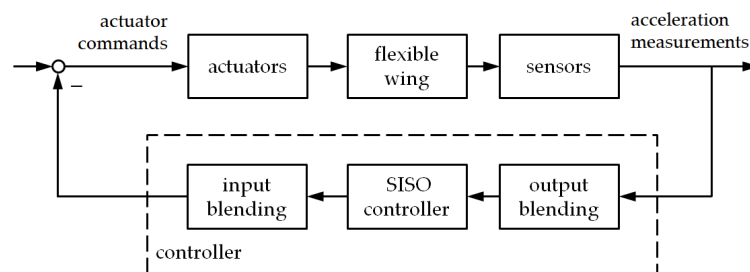 actuator
commands
acceleration
measurements
actuators
flexible
wing
sensors
–
input
blending
SISO
controller
output
blending
controller